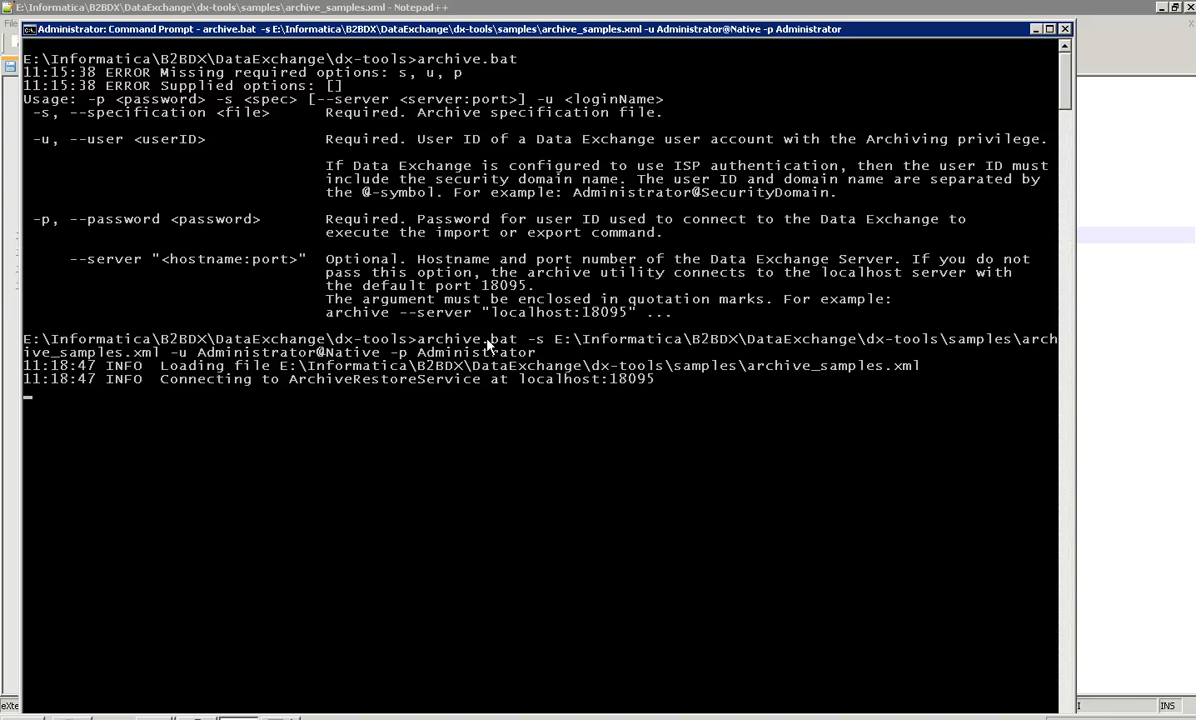 E:\Informatica\B2BDX\DataExchange\dx-tools\samples\archive_samples.xml - Notepad++
Administrator: Command Prompt - archive.bat -s E:\Informatica\B2BDX\DataExchange\dx-tools\samples\archive_samples.xml -u Administrator@Native -p Administrator
E:\Informatica\B2BDX\DataExchange\dx-tools>archive.bat
11:15:38 ERROR Missing required options: s, u, p
11:15:38 ERROR Supplied options: []
Usage: -p <password> -s <spec> [--server <server:port>] -u <loginName>
-s, --specification <file> Required. Archive specification file.
-u, --user <userID> Required. User ID of a Data Exchange user account with the Archiving privilege.
If Data Exchange is configured to use ISP authentication, then the user ID must
include the security domain name. The user ID and domain name are separated by
the @-symbol. For example: Administrator@SecurityDomain.
-p, --password <password> Required. Password for user ID used to connect to the Data Exchange to
execute the import or export command.
--server "<hostname:port>" Optional. Hostname and port number of the Data Exchange Server. If you do not
pass this option, the archive utility connects to the localhost server with
the default port 18095.
The argument must be enclosed in quotation marks. For example:
archive --server "localhost:18095" ...
E:\Informatica\B2BDX\DataExchange\dx-tools>archive.bat -s E:\Informatica\B2BDX\DataExchange\dx-tools\samples\arch
ive_samples.xml -u Administrator@Native -p Administrator
11:18:47 INFO Loading file E:\Informatica\B2BDX\DataExchange\dx-tools\samples\archive_samples.xml
11:18:47 INFO Connecting to ArchiveRestoreService at localhost:18095
eXte
INS